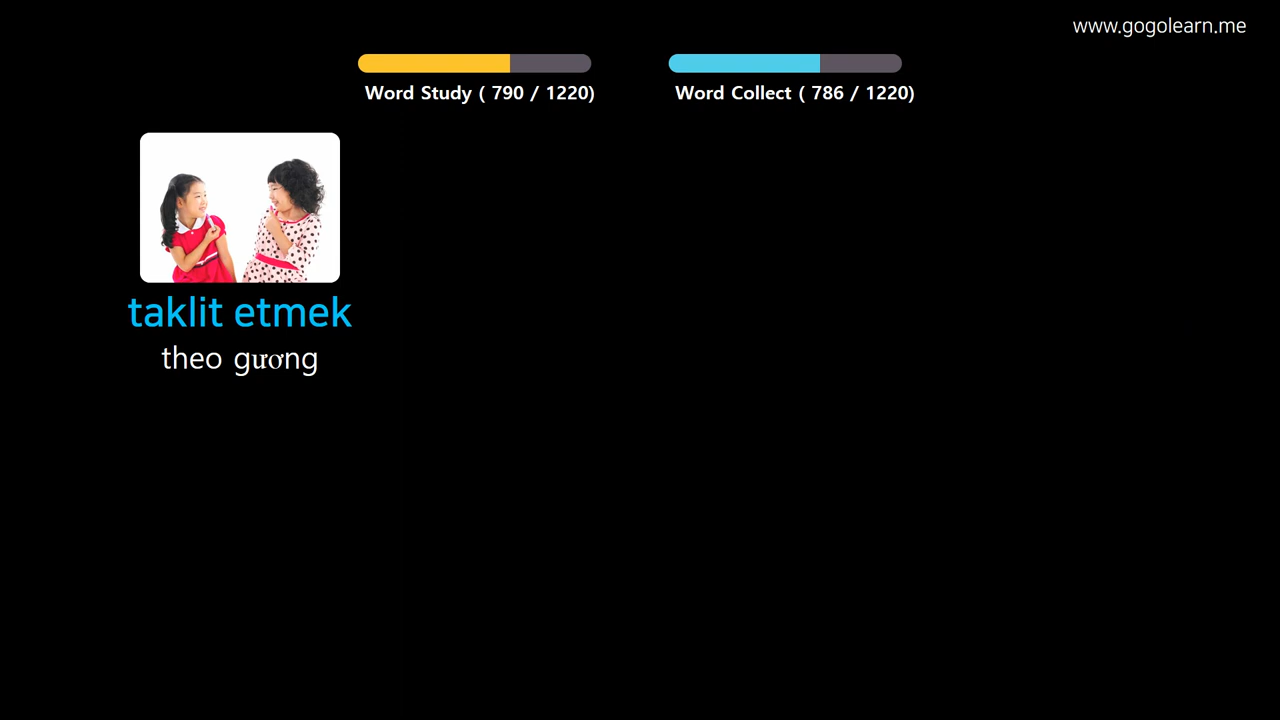 www.gogolearn.me
Word Study ( 790 / 1220)
Word Collect ( 786 / 1220)
taklit etmek
theo gương